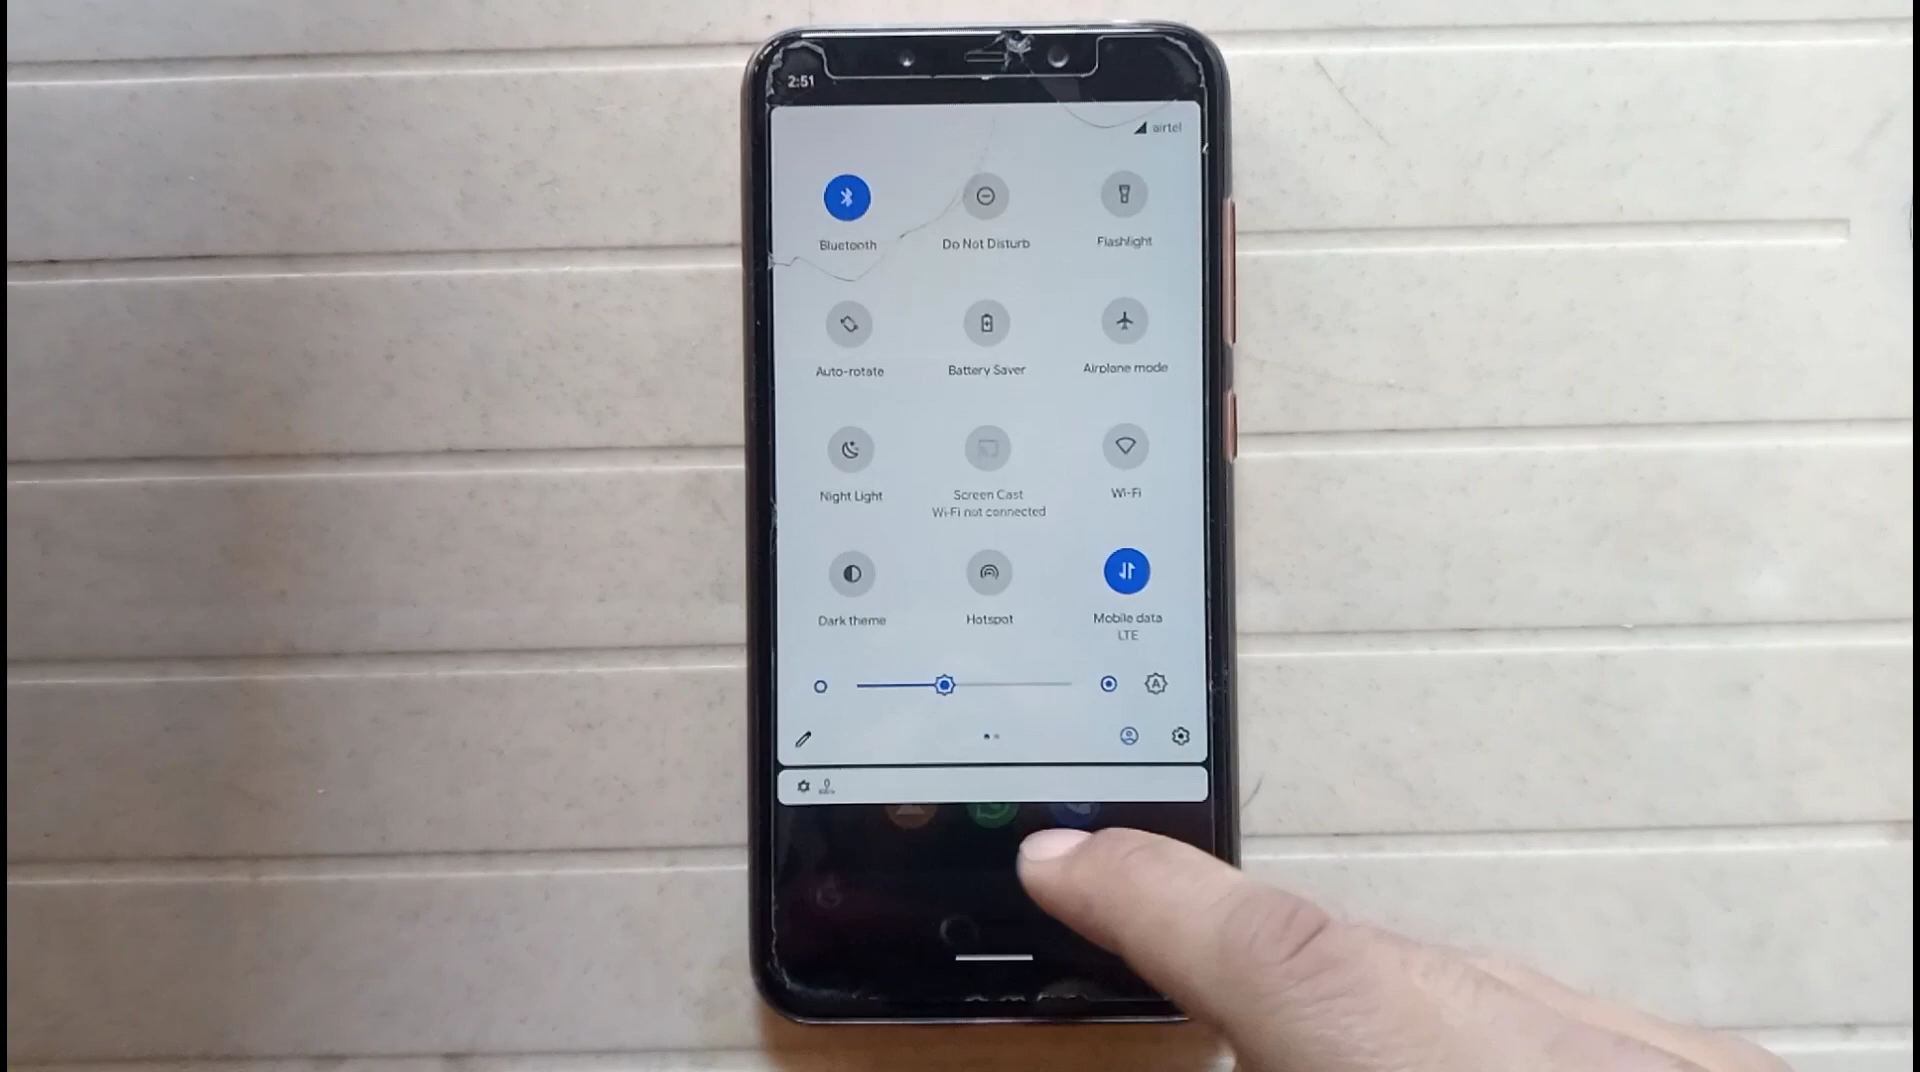 2:51
airtel
Bluetooth
Do Not Disturb
Flashlight
Auto-rotate
Battery Saver
Airplane mode
Night Light
Screen Cast
Wi-Fi not connected
Wi-Fi
Dark theme
Hotspot
Mobile data
LTE
A
0